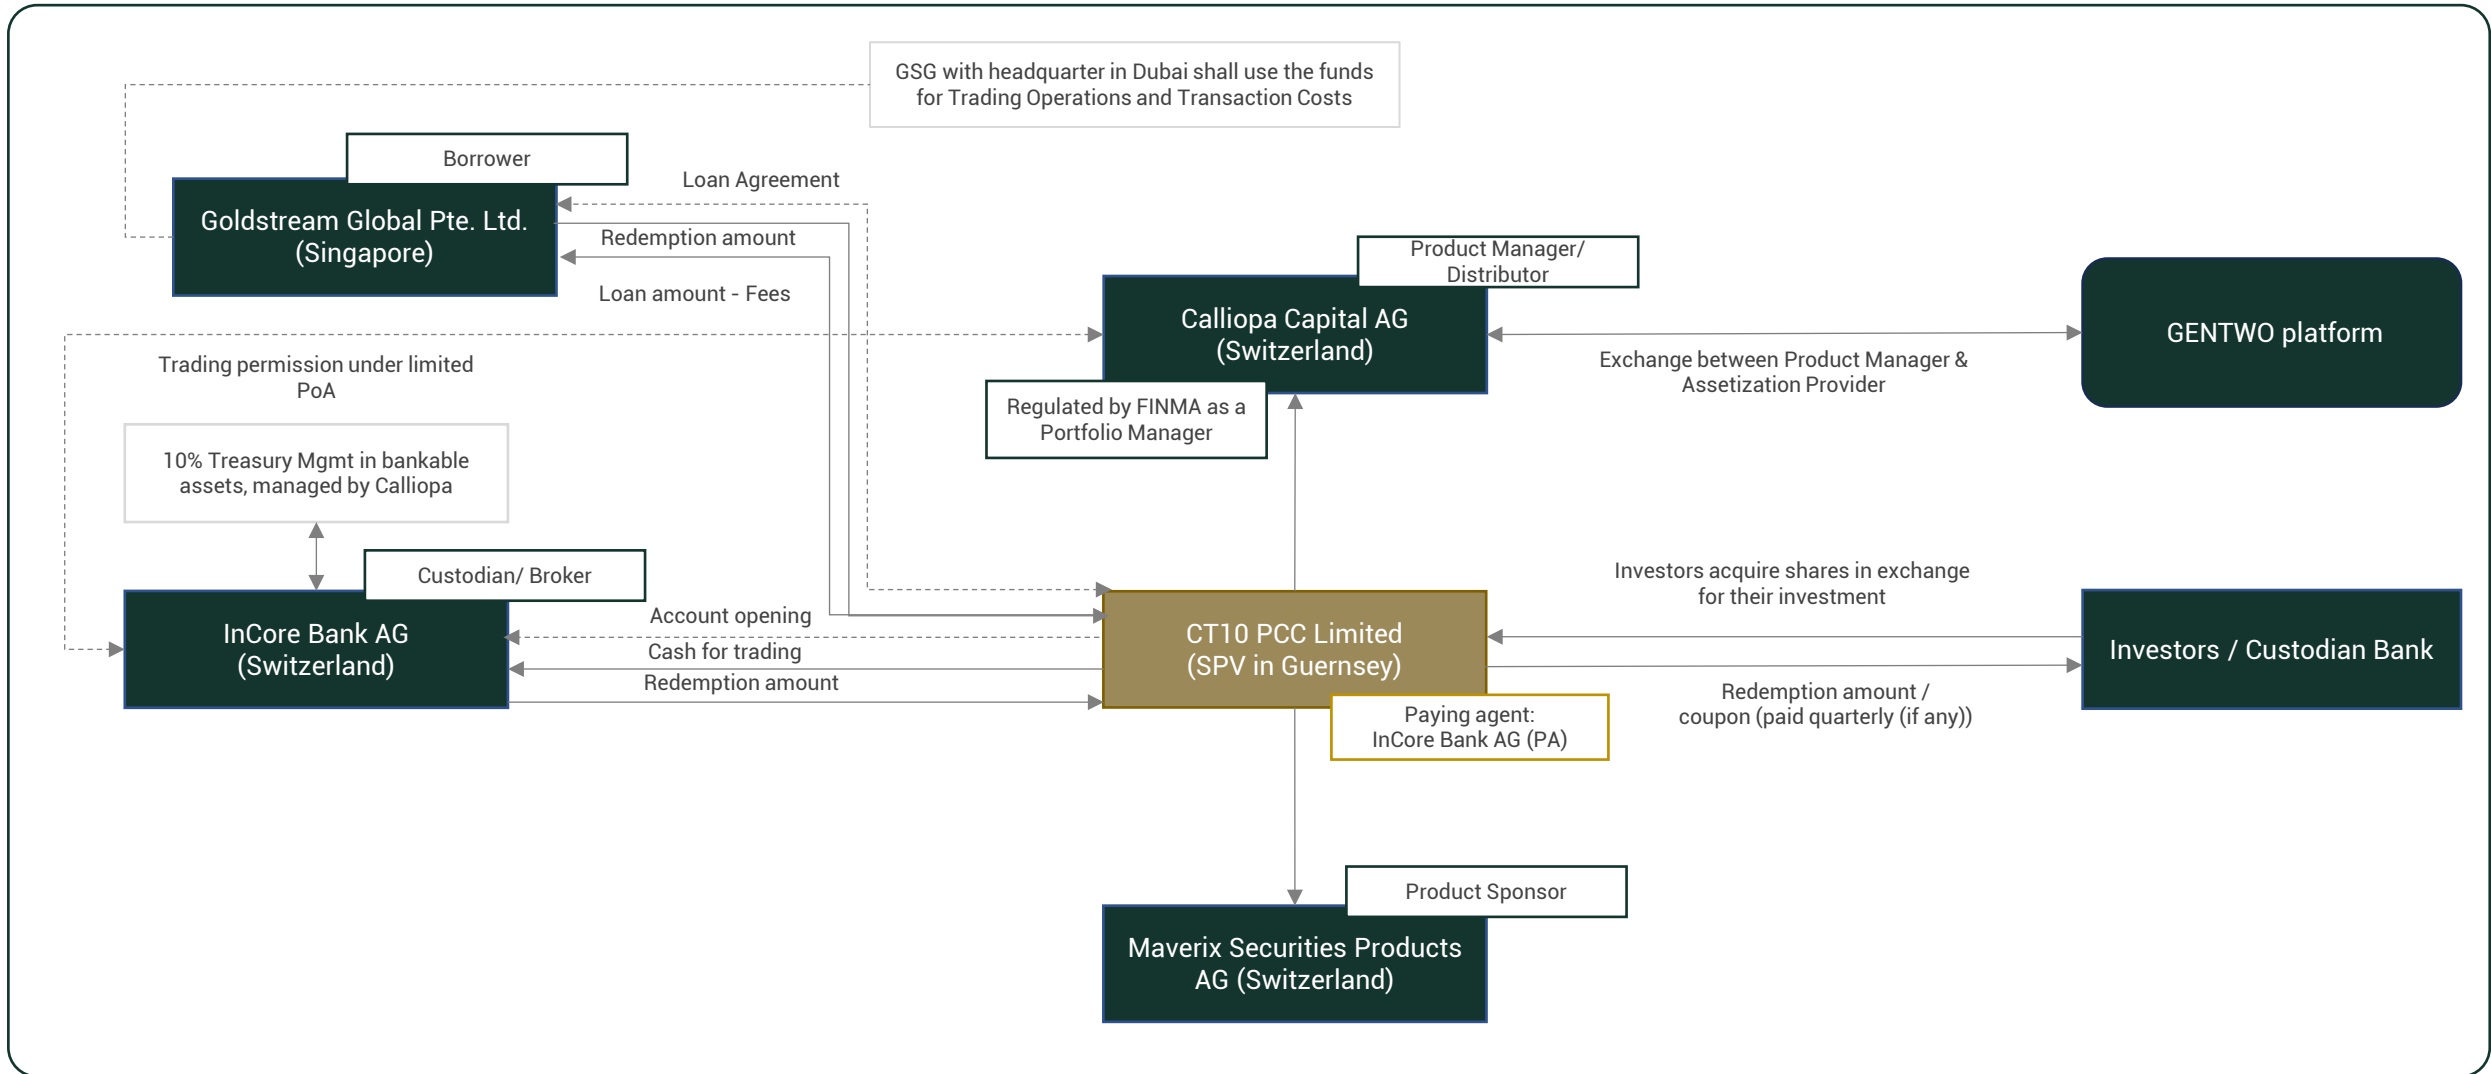 GSG with headquarter in Dubai shall use the funds
for Trading Operations and Transaction Costs
Borrower
Goldstream Global Pte. Ltd.
(Singapore)
Loan Agreement
Redemption amount
Loan amount - Fees
Product Manager/
Distributor
Calliopa Capital AG
(Switzerland)
Regulated by FINMA as a
Portfolio Manager
Exchange between Product Manager &
Assetization Provider
GENTWO platform
Trading permission under limited
PoA
10% Treasury Mgmt in bankable
assets, managed by Calliopa
Custodian/ Broker
InCore Bank AG
(Switzerland)
Account opening
Cash for trading
Redemption amount
CT10 PCC Limited
(SPV in Guernsey)
Paying agent:
InCore Bank AG (PA)
Investors acquire shares in exchange
for their investment
Investors / Custodian Bank
Redemption amount /
coupon (paid quarterly (if any))
Product Sponsor
Maverix Securities Products
AG (Switzerland)